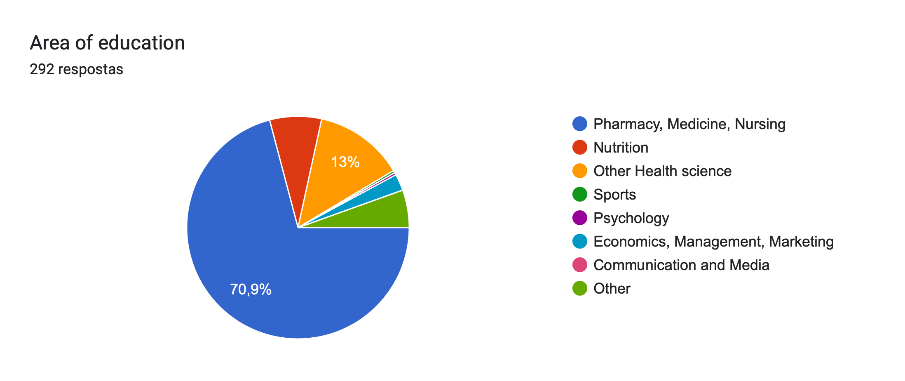 Area of education
292 respostas
13%
70,9%
Pharmacy, Medicine, Nursing
Nutrition
Other Health science
Sports
Psychology
Economics, Management, Marketing
Communication and Media
Other